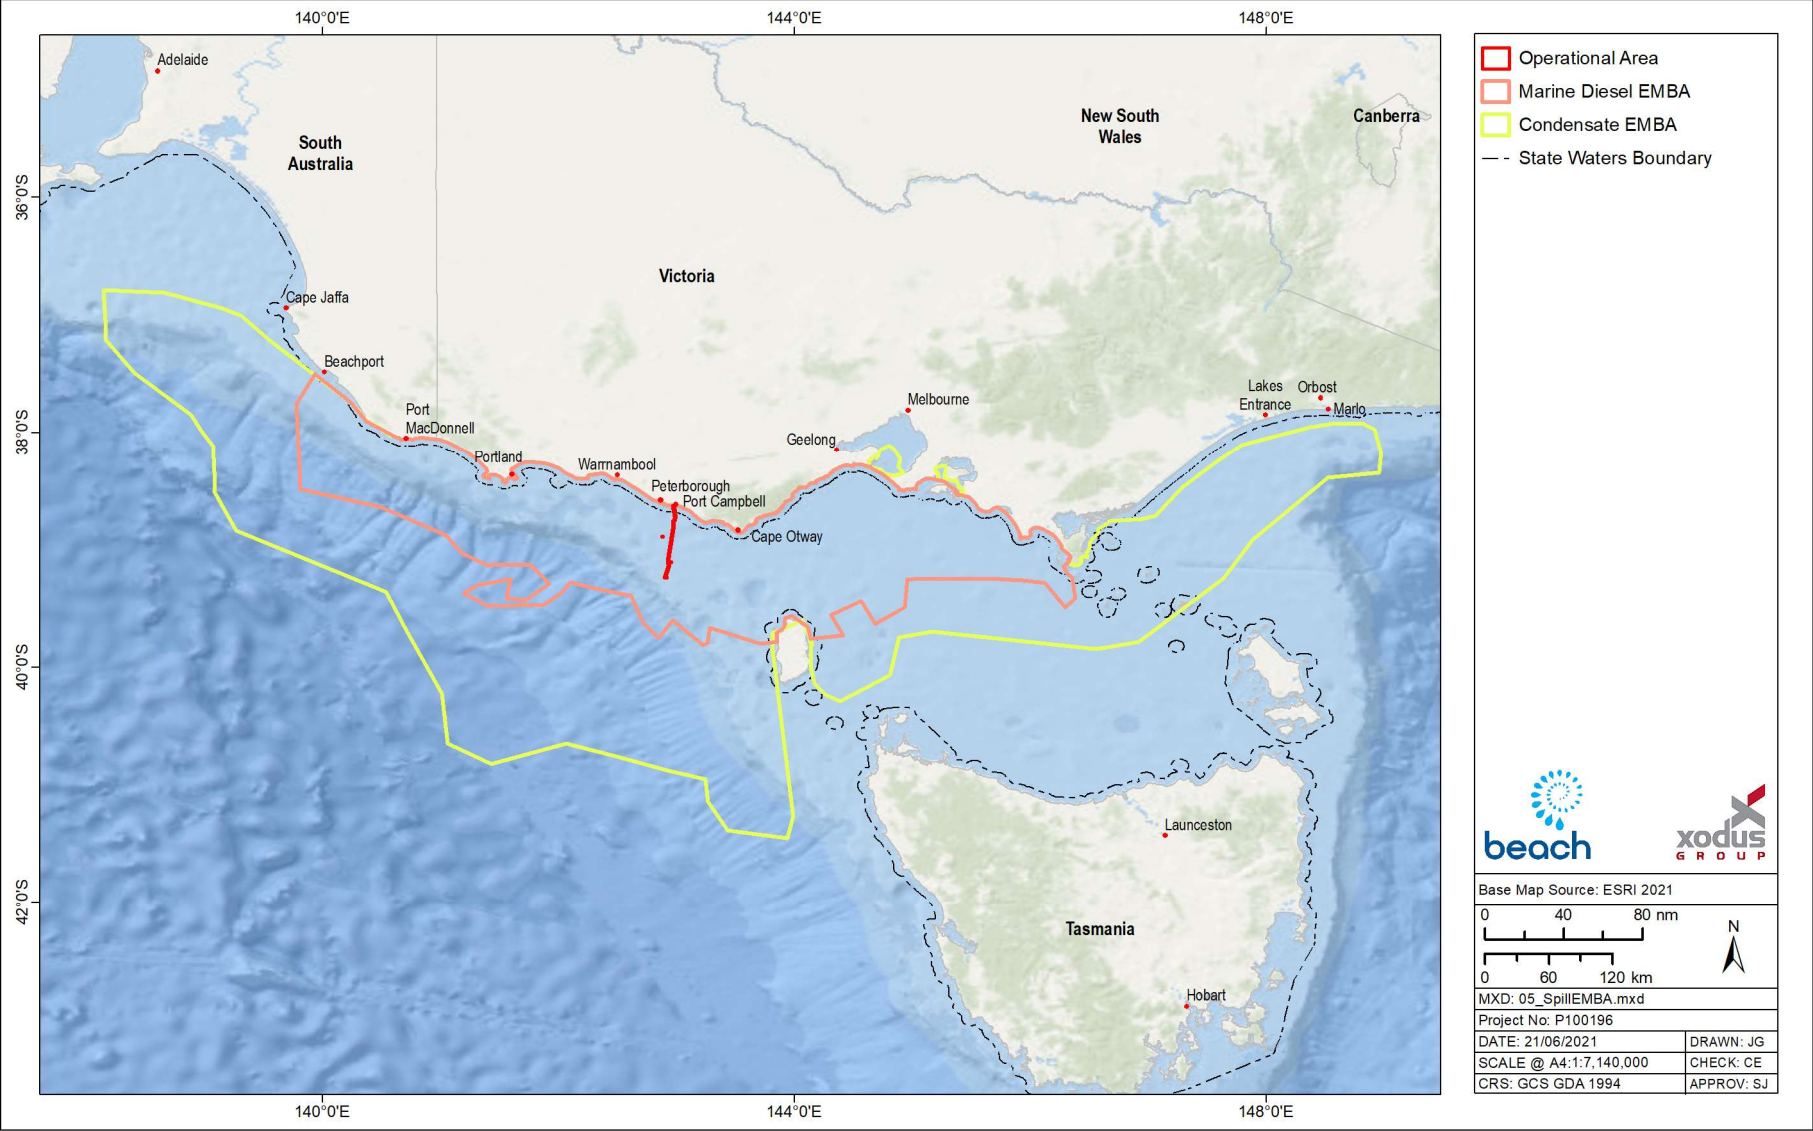 140°0'E
144°0'E
148°0'E
36°0'S
38°0'S
40°0'S
42°0'S
Adelaide
South
Australia
New South
Wales
Canberra
Victoria
Cape Jaffa
Beachport
Port
MacDonnell
Portland
Warrnambool
Peterborough
Port Campbell
Cape Otway
Geelong
Melbourne
Lakes
Entrance
Orbost
Marlo
Launceston
Tasmania
Hobart
140°0'E
144°0'E
148°0'E
Operational Area
Marine Diesel EMBA
Condensate EMBA
State Waters Boundary
beach
xodus
GROUP
Base Map Source: ESRI 2021
0 40 80 nm
0 60 120 km
N
MXD: 05_SpillEMBA.mxd
Project No: P100196
DATE: 21/06/2021
DRAWN: JG
SCALE @ A4:1:7,140,000
CHECK: CE
CRS: GCS GDA 1994
APPROV: SJ